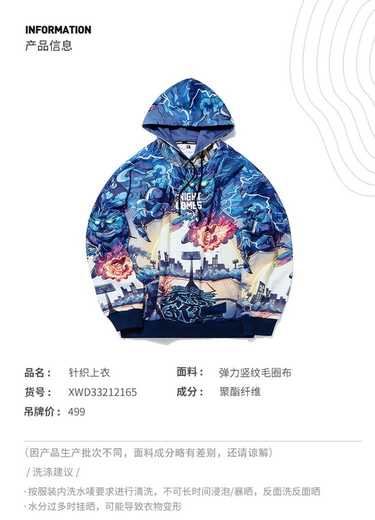 INFORMATION
产品信息
品名： 针织上衣 面料： 弹力竖纹毛圈布
货号： XWD33212165 成分： 聚酯纤维
吊牌价： 499
（因产品生产批次不同，面料成分略有差别，还请谅解）
/ 洗涤建议 /
·按服装内洗水唛要求进行清洗，不可长时间浸泡/暴晒，反面洗反面晒
·水分过多时挂晒，可能导致衣物变形